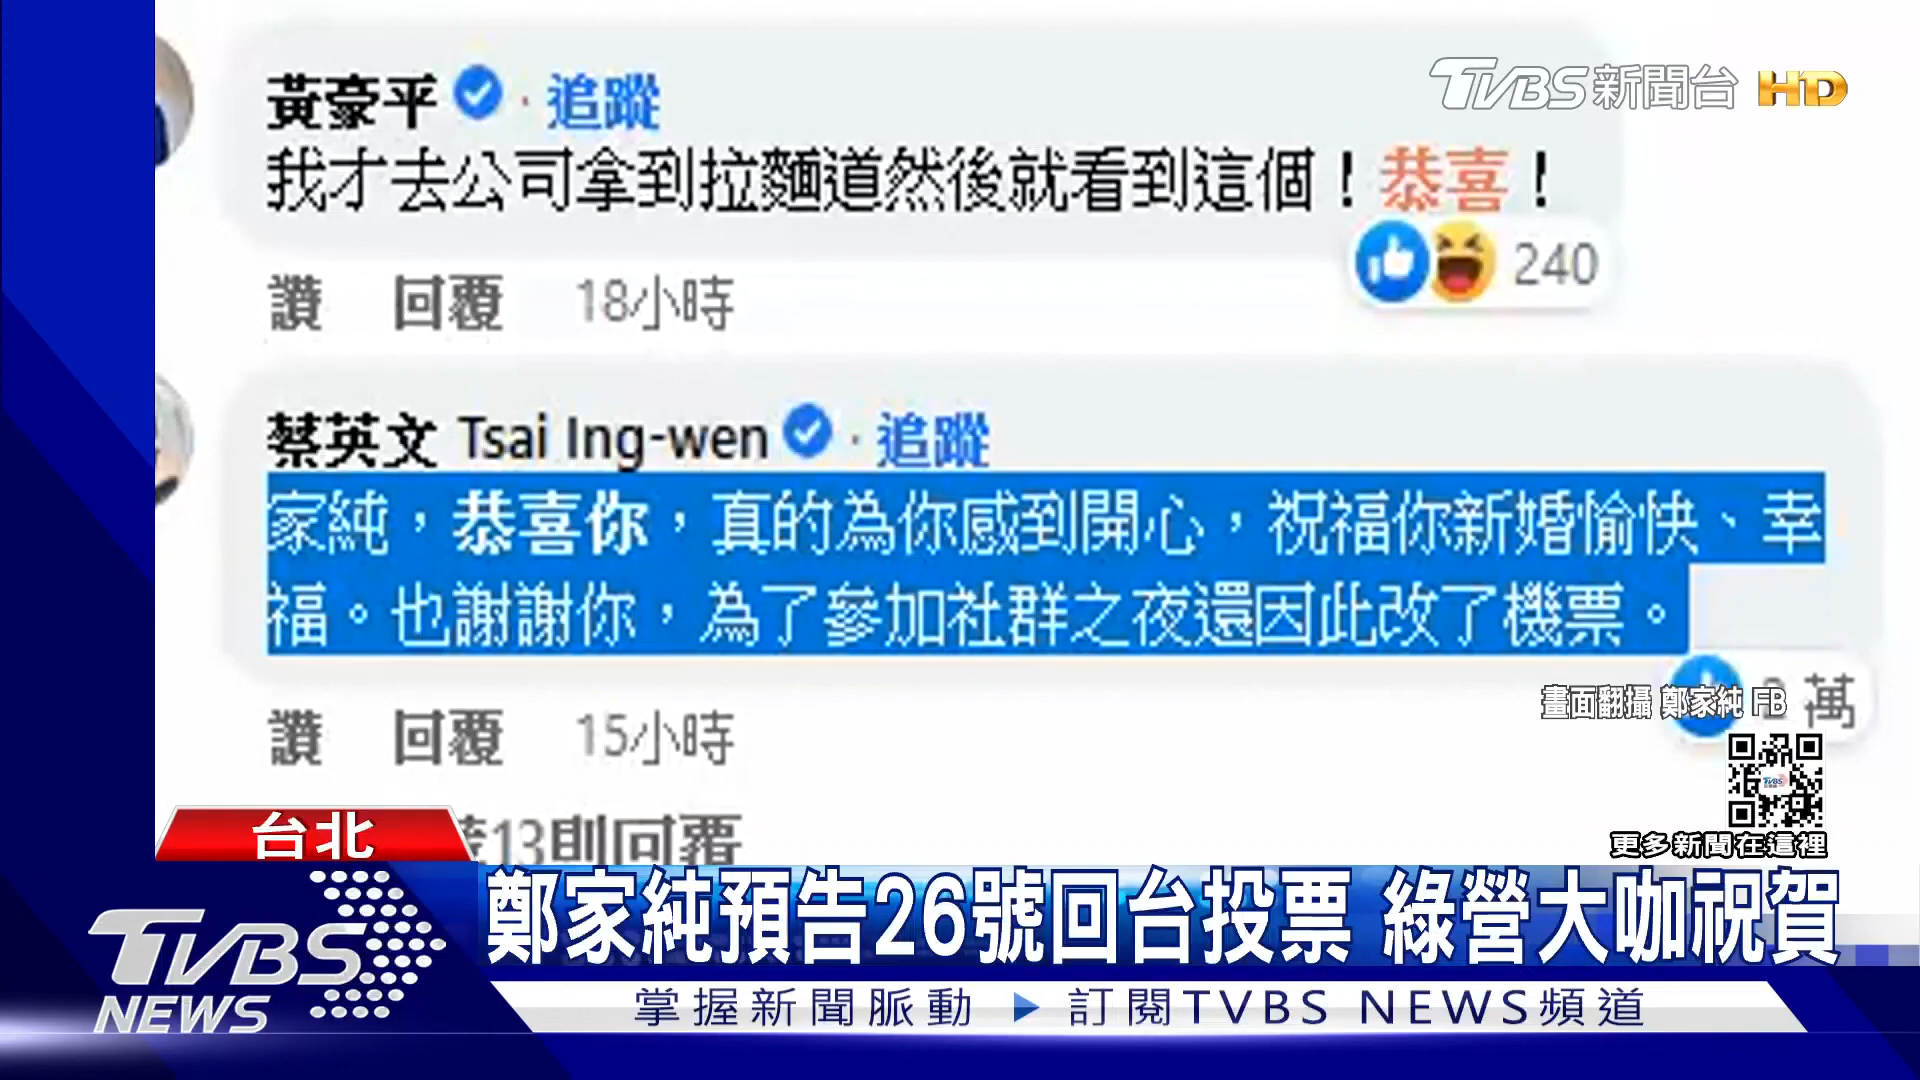 黃豪平 · 追蹤
TVBS新聞台 HD
我才去公司拿到拉麵道然後就看到這個！恭喜！
240
讚 回覆 18小時
蔡英文 Tsai Ing-wen · 追蹤
家純，恭喜你，真的為你感到開心，祝福你新婚愉快、幸
福。也謝謝你，為了參加社群之夜還因此改了機票。
萬
畫面翻攝 鄭家純 FB
讚 回覆 15小時
TVBS
更多新聞在這裡
台北
13則回覆
鄭家純預告26號回台投票 綠營大咖祝賀
TVBS NEWS
掌握新聞脈動 ▶ 訂閱TVBS NEWS頻道